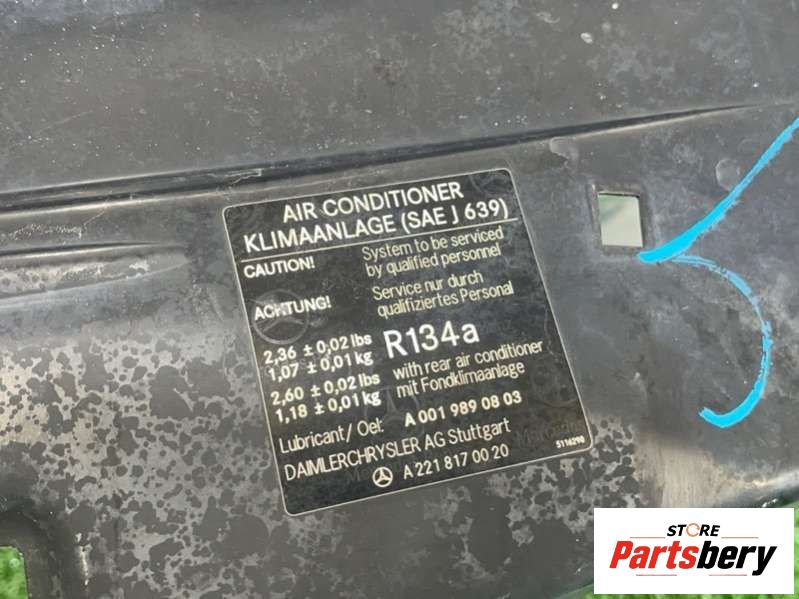 AIR CONDITIONER
KLIMAANLAGE (SAE J 639)
CAUTION! System to be serviced
by qualified personnel
ACHTUNG! Service nur durch
qualifiziertes Personal
2,36 ± 0,02 lbs R134a
1,07 ± 0,01 kg
2,60 ± 0,02 lbs with rear air conditioner
1,18 ± 0,01 kg mit Fondklimaanlage
Lubricant/ Oel: A 001 989 08 03
DAIMLERCHRYSLER AG Stuttgart
5116298
A 221 817 00 20
5
STORE
Partsbery